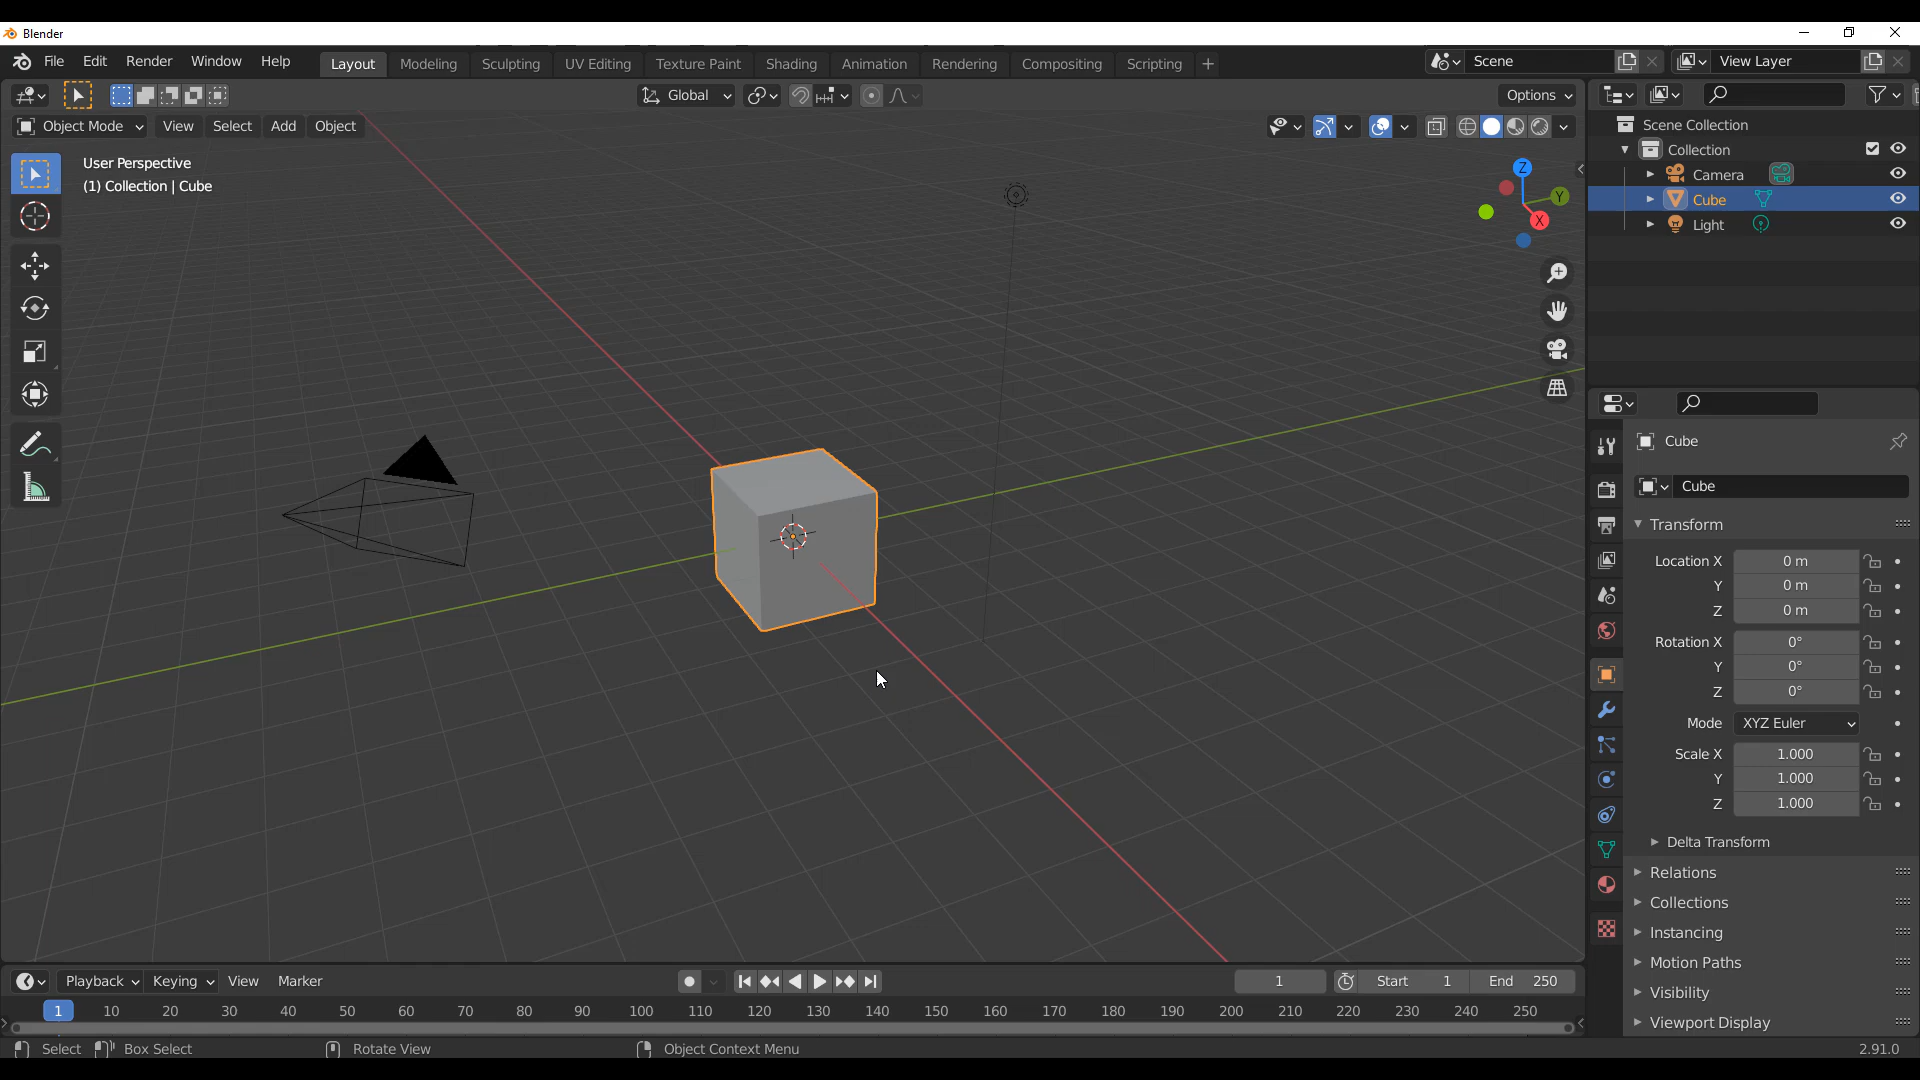 Blender
File Edit Render Window Help Layout Modeling Sculpting UV Editing Texture Paint Shading Animation Rendering Compositing Scripting + Scene View Layer
Global Options
Object Mode View Select Add Object
User Perspective
(1) Collection | Cube
Z
Y
X
Scene Collection
Collection
Camera
Cube
Light
Cube
Cube
Transform
Location X 0 m
Y 0 m
Z 0 m
Rotation X 0°
Y 0°
Z 0°
Mode XYZ Euler
Scale X 1.000
Y 1.000
Z 1.000
Delta Transform
Relations
Collections
Instancing
Motion Paths
Visibility
Viewport Display
Playback Keying View Marker 1 Start 1 End 250
1 10 20 30 40 50 60 70 80 90 100 110 120 130 140 150 160 170 180 190 200 210 220 230 240 250
Select Box Select Rotate View Object Context Menu 2.91.0